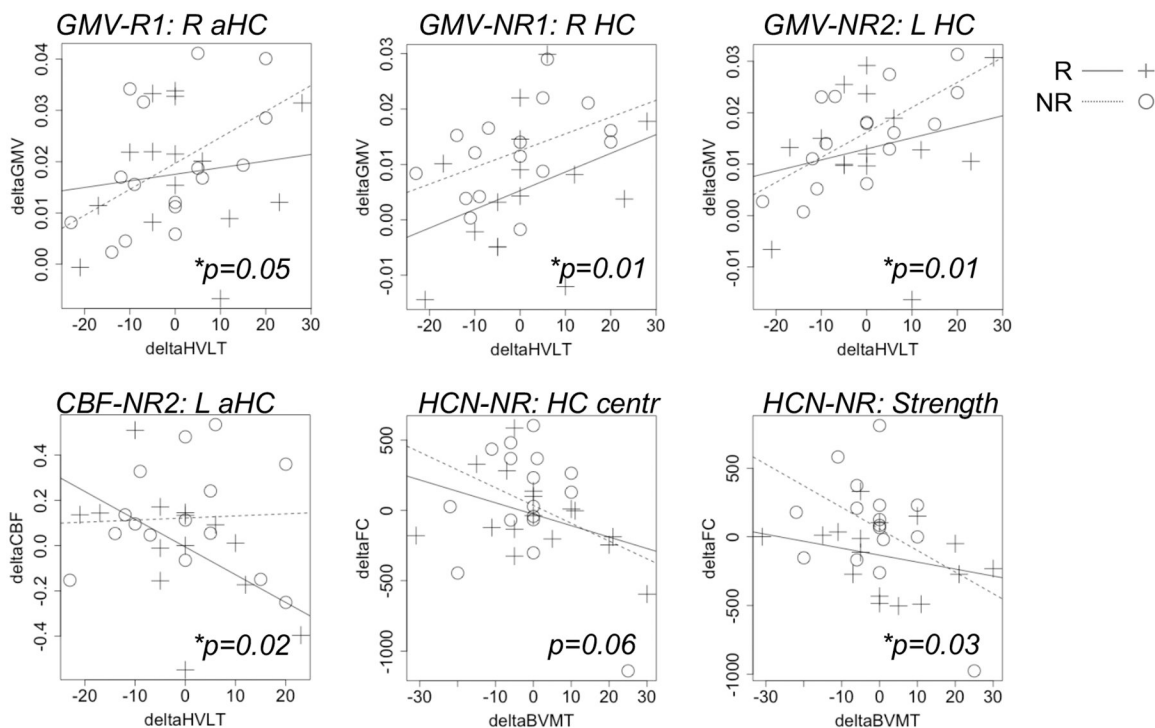 GMV-R1: R aHC
GMV-NR1: R HC
GMV-NR2: L HC
R
NR
deltaGMV
0.00
0.01
0.02
0.03
0.04
*p=0.05
-20
-10
0
10
20
30
deltaHVLT
deltaGMV
-0.01
0.00
0.01
0.02
0.03
*p=0.01
-20
-10
0
10
20
30
deltaHVLT
deltaGMV
-0.01
0.00
0.01
0.02
0.03
*p=0.01
-20
-10
0
10
20
30
deltaHVLT
CBF-NR2: L aHC
HCN-NR: HC centr
HCN-NR: Strength
deltaCBF
-0.4
-0.2
0.0
0.2
0.4
*p=0.02
-20
-10
0
10
20
deltaHVLT
deltaFC
-1000
-500
0
500
p=0.06
-30
-20
-10
0
10
20
30
deltaBVMT
deltaFC
-1000
-500
0
500
*p=0.03
-30
-20
-10
0
10
20
30
deltaBVMT